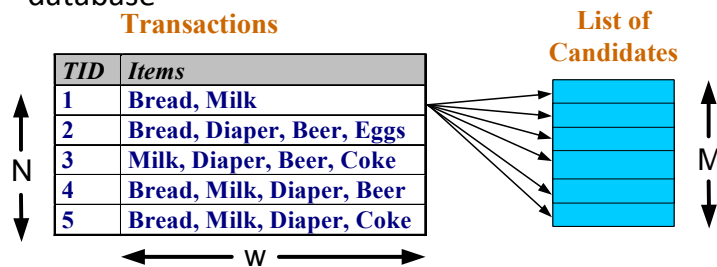 database
Transactions
List of
Candidates
TID Items
1 Bread, Milk
2 Bread, Diaper, Beer, Eggs
3 Milk, Diaper, Beer, Coke
4 Bread, Milk, Diaper, Beer
5 Bread, Milk, Diaper, Coke
N
M
w